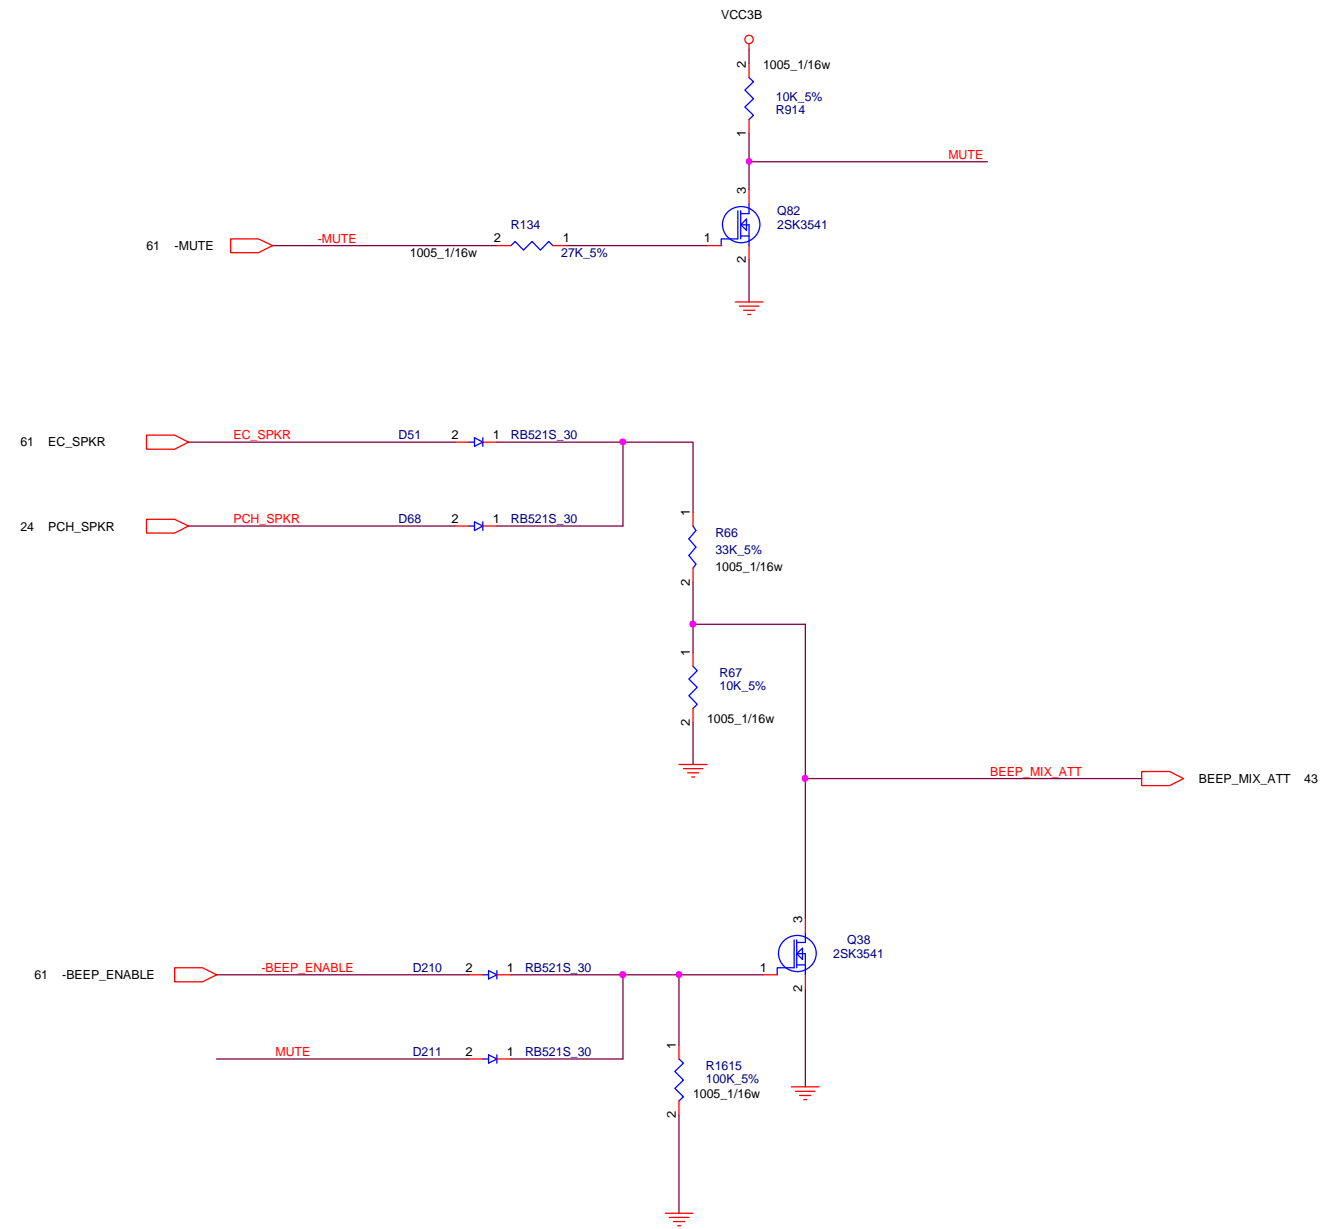 VCC3B
2
1005_1/16w
10K_5%
R914
1
MUTE
3
Q82
2SK3541
61 -MUTE
-MUTE
R134
2 1
1
1005_1/16w
27K_5%
2
61 EC_SPKR
EC_SPKR
D51
2 1
RB521S_30
24 PCH_SPKR
PCH_SPKR
D68
2 1
RB521S_30
1
R66
33K_5%
1005_1/16w
2
1
R67
10K_5%
1005_1/16w
2
BEEP_MIX_ATT
BEEP_MIX_ATT 43
3
Q38
2SK3541
61 -BEEP_ENABLE
-BEEP_ENABLE
D210
2 1
RB521S_30
1
2
MUTE
D211
2 1
RB521S_30
1
R1615
100K_5%
1005_1/16w
2